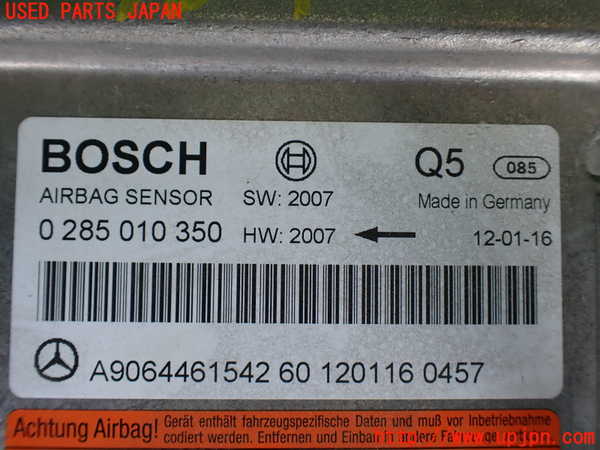 USED PARTS JAPAN
BOSCH Q5 085
AIRBAG SENSOR SW: 2007 Made in Germany
0 285 010 350 HW: 2007 12-01-16
A9064461542 60 120116 0457
Achtung Airbag! Gerät enthält fahrzeugspezifische Daten und muß vor Inbetriebnahme
codiert werden. Entfernen und Einbau
www.upjpn.com